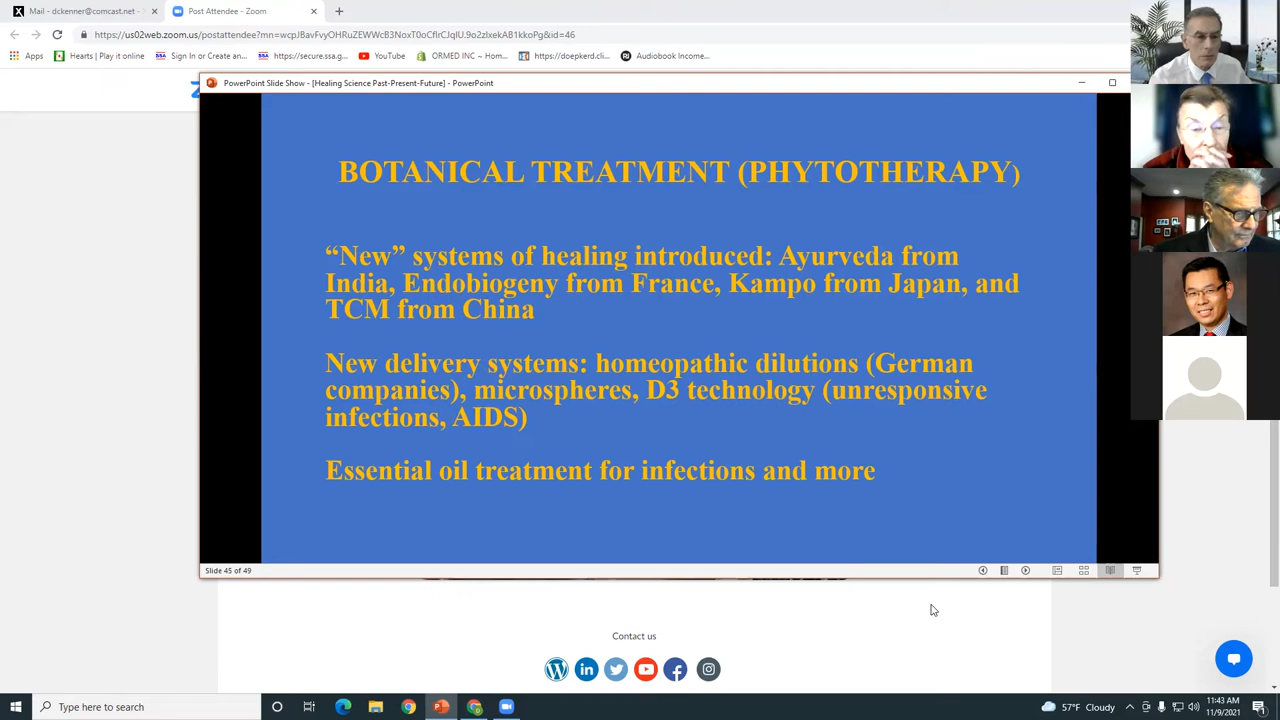 Mail - dckenner@comcast.net -
Post Attendee - Zoom
us02web.zoom.us/postattendee?mn=wcpJBavFvyOHRuZEWWcB3NoxT0oCflrCJqIU.9o2zIxekAB1kkoPg&id=46
Apps
Hearts | Play it online
Sign In or Create an...
https://secure.ssa.g...
YouTube
ORMED INC ~ Hom...
https://doepkerd.cli...
Audiobook Income...
PowerPoint Slide Show - [Healing Science Past-Present-Future] - PowerPoint
BOTANICAL TREATMENT (PHYTOTHERAPY)
“New” systems of healing introduced: Ayurveda from
India, Endobiogeny from France, Kampo from Japan, and
TCM from China
New delivery systems: homeopathic dilutions (German
companies), microspheres, D3 technology (unresponsive
infections, AIDS)
Essential oil treatment for infections and more
Slide 45 of 49
Contact us
Type here to search
57°F Cloudy
11:43 AM
11/9/2021